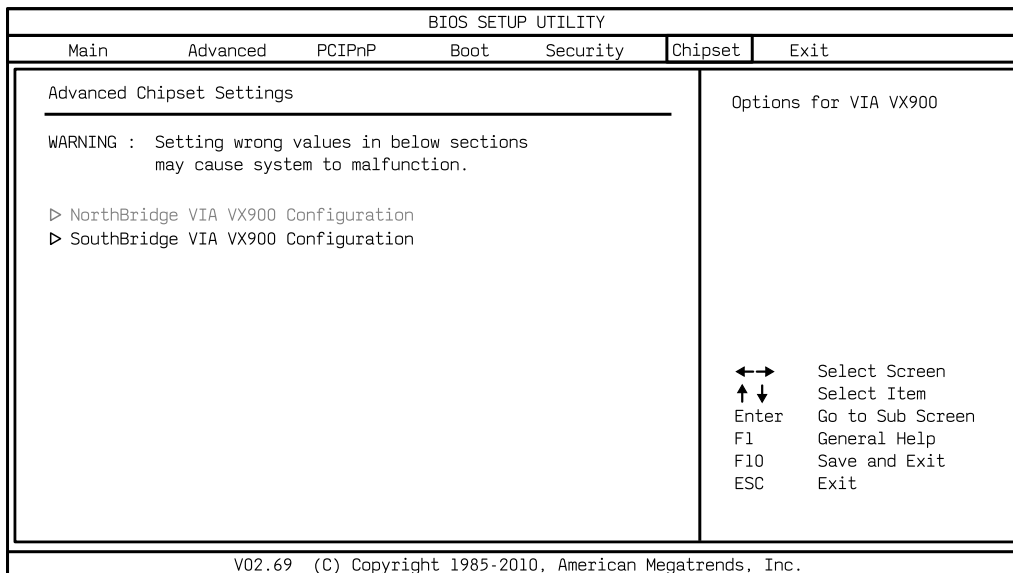 BIOS SETUP UTILITY
Main Advanced PCIPnP Boot Security Chipset Exit
Advanced Chipset Settings
WARNING : Setting wrong values in below sections
may cause system to malfunction.
NorthBridge VIA VX900 Configuration
SouthBridge VIA VX900 Configuration
Options for VIA VX900
Select Screen
Select Item
Enter Go to Sub Screen
F1 General Help
F10 Save and Exit
ESC Exit
V02.69 (C) Copyright 1985-2010, American Megatrends, Inc.